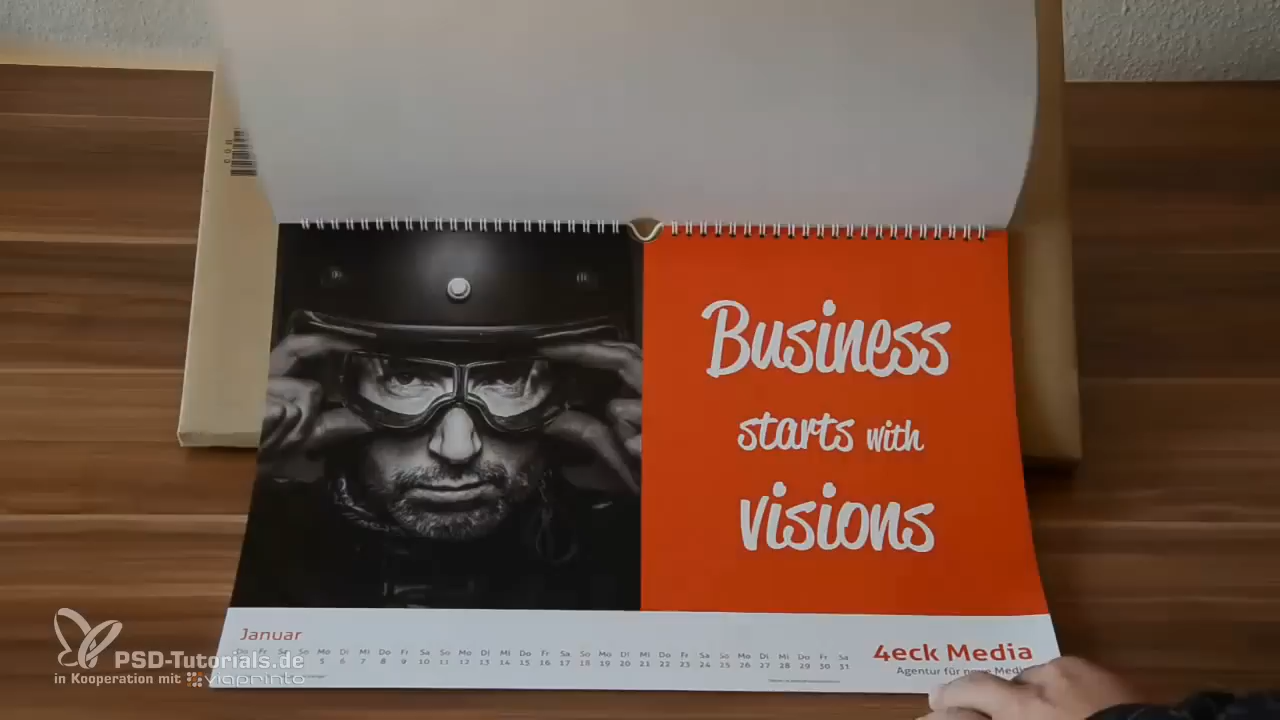 Business
starts with
visions
Januar
Do Fr Sa So Mo Di Mi Do Fr Sa So Mo Di Mi Do Fr Sa So Mo Di Mi Do Fr Sa So Mo Di Mi Do Fr Sa
5 6 7 8 9 10 11 12 13 14 15 16 17 18 19 20 21 22 23 24 25 26 27 28 29 30 31
4eck Media
Agentur für neue Medi
PSD-Tutorials.de
in Kooperation mit viaprinto